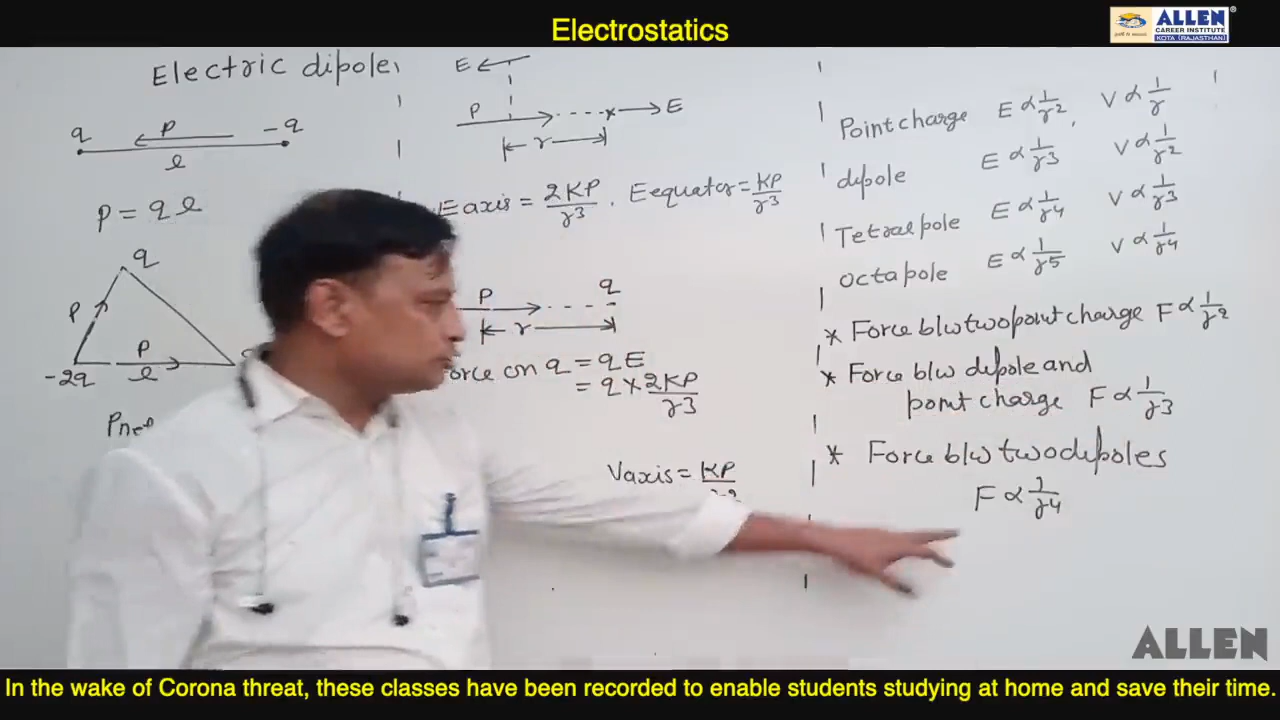 Electrostatics
ALLEN
CAREER INSTITUTE
KOTA (RAJASTHAN)
Electric dipole
q P -q
l
P = q l
q
P
P
-2q l
Pnet
E
P E
r
E axis = 2KP/r3 , E equator = KP/r3
P q
r
Force on q = qE
= q × 2KP/r3
Vaxis = KP
Point charge E ∝ 1/r2 , V ∝ 1/r
dipole E ∝ 1/r3 V ∝ 1/r2
Tetralpole E ∝ 1/r4 V ∝ 1/r3
octapole E ∝ 1/r5 V ∝ 1/r4
* Force b/w two point charge F ∝ 1/r2
* Force b/w dipole and
point charge F ∝ 1/r3
* Force b/w two dipoles
F ∝ 1/r4
ALLEN
In the wake of Corona threat, these classes have been recorded to enable students studying at home and save their time.